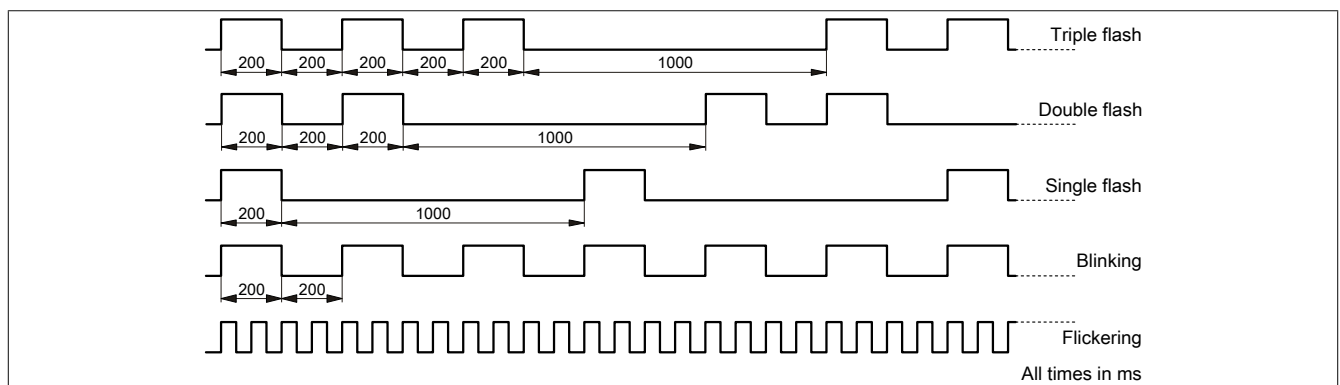 Triple flash
200 200 200 200 200 1000
Double flash
200 200 200 1000
Single flash
200 1000
Blinking
200 200
Flickering
All times in ms